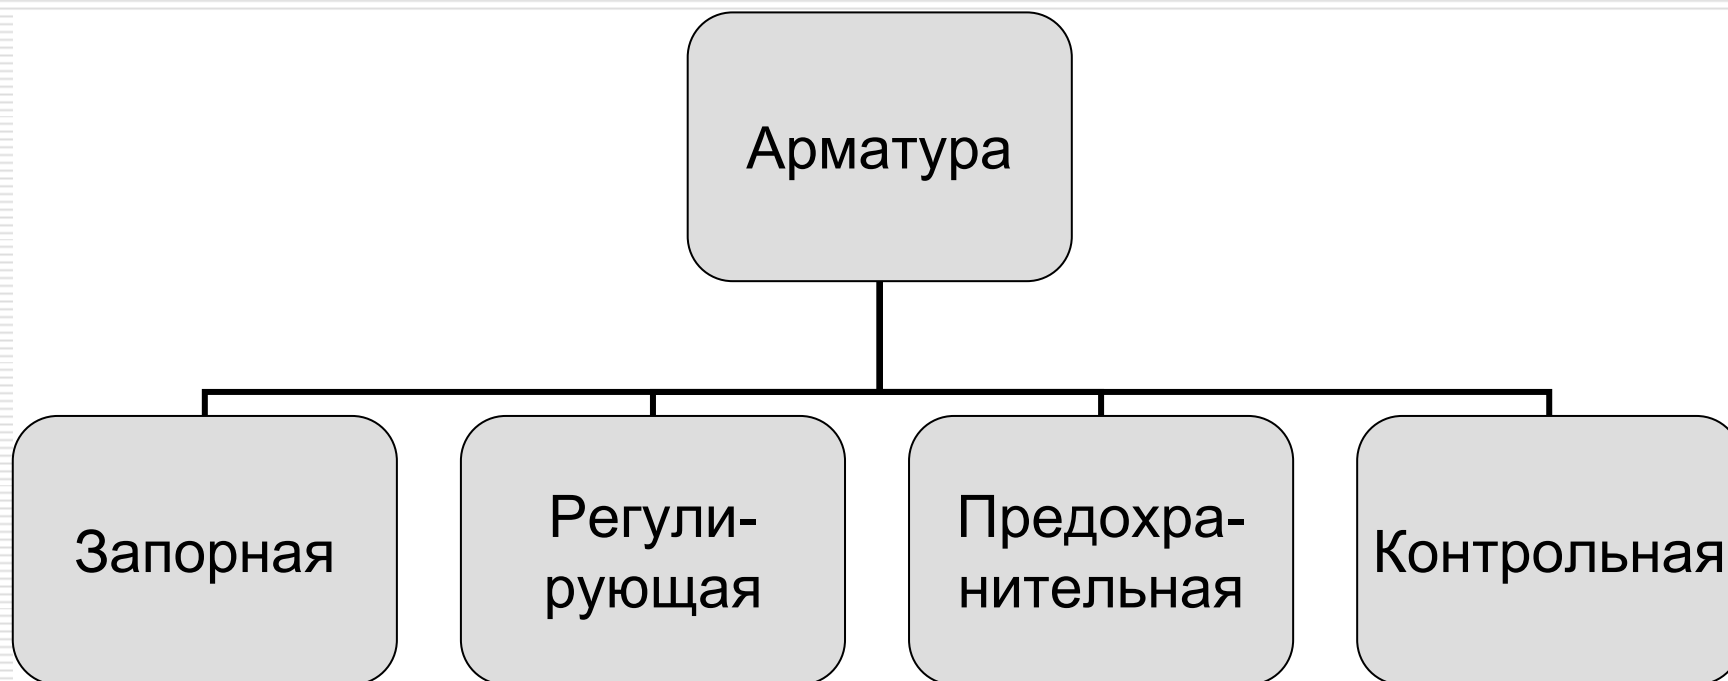 Арматура
Запорная
Регули-
рующая
Предохра-
нительная
Контрольная